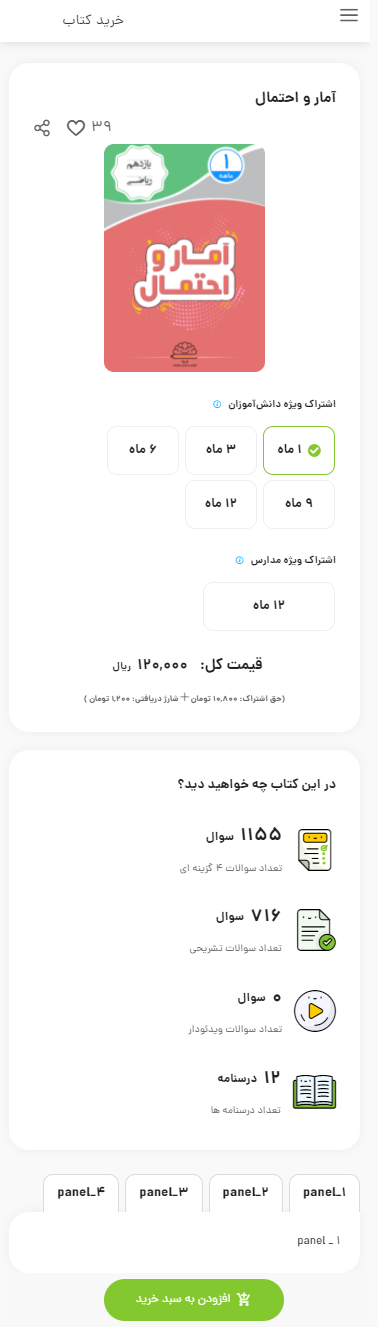 خرید کتاب
آمار و احتمال
۳۹
یازدهم
ریاضی
۱
ماهه
آمار و
احتمال
اشتراک ویژه دانش‌آموزان
۱ ماه
۳ ماه
۶ ماه
۹ ماه
۱۲ ماه
اشتراک ویژه مدارس
۱۲ ماه
قیمت کل: ۱۲۰,۰۰۰ ریال
(حق اشتراک: ۱۰,۸۰۰ تومان + شارژ دریافتی: ۱,۲۰۰ تومان )
در این کتاب چه خواهید دید؟
۱۱۵۵ سوال
تعداد سوالات ۴ گزینه ای
۷۱۶ سوال
تعداد سوالات تشریحی
۰ سوال
تعداد سوالات ویدئودار
۱۲ درسنامه
تعداد درسنامه ها
panel_۱
panel_۲
panel_۳
panel_۴
panel _ ۱
افزودن به سبد خرید